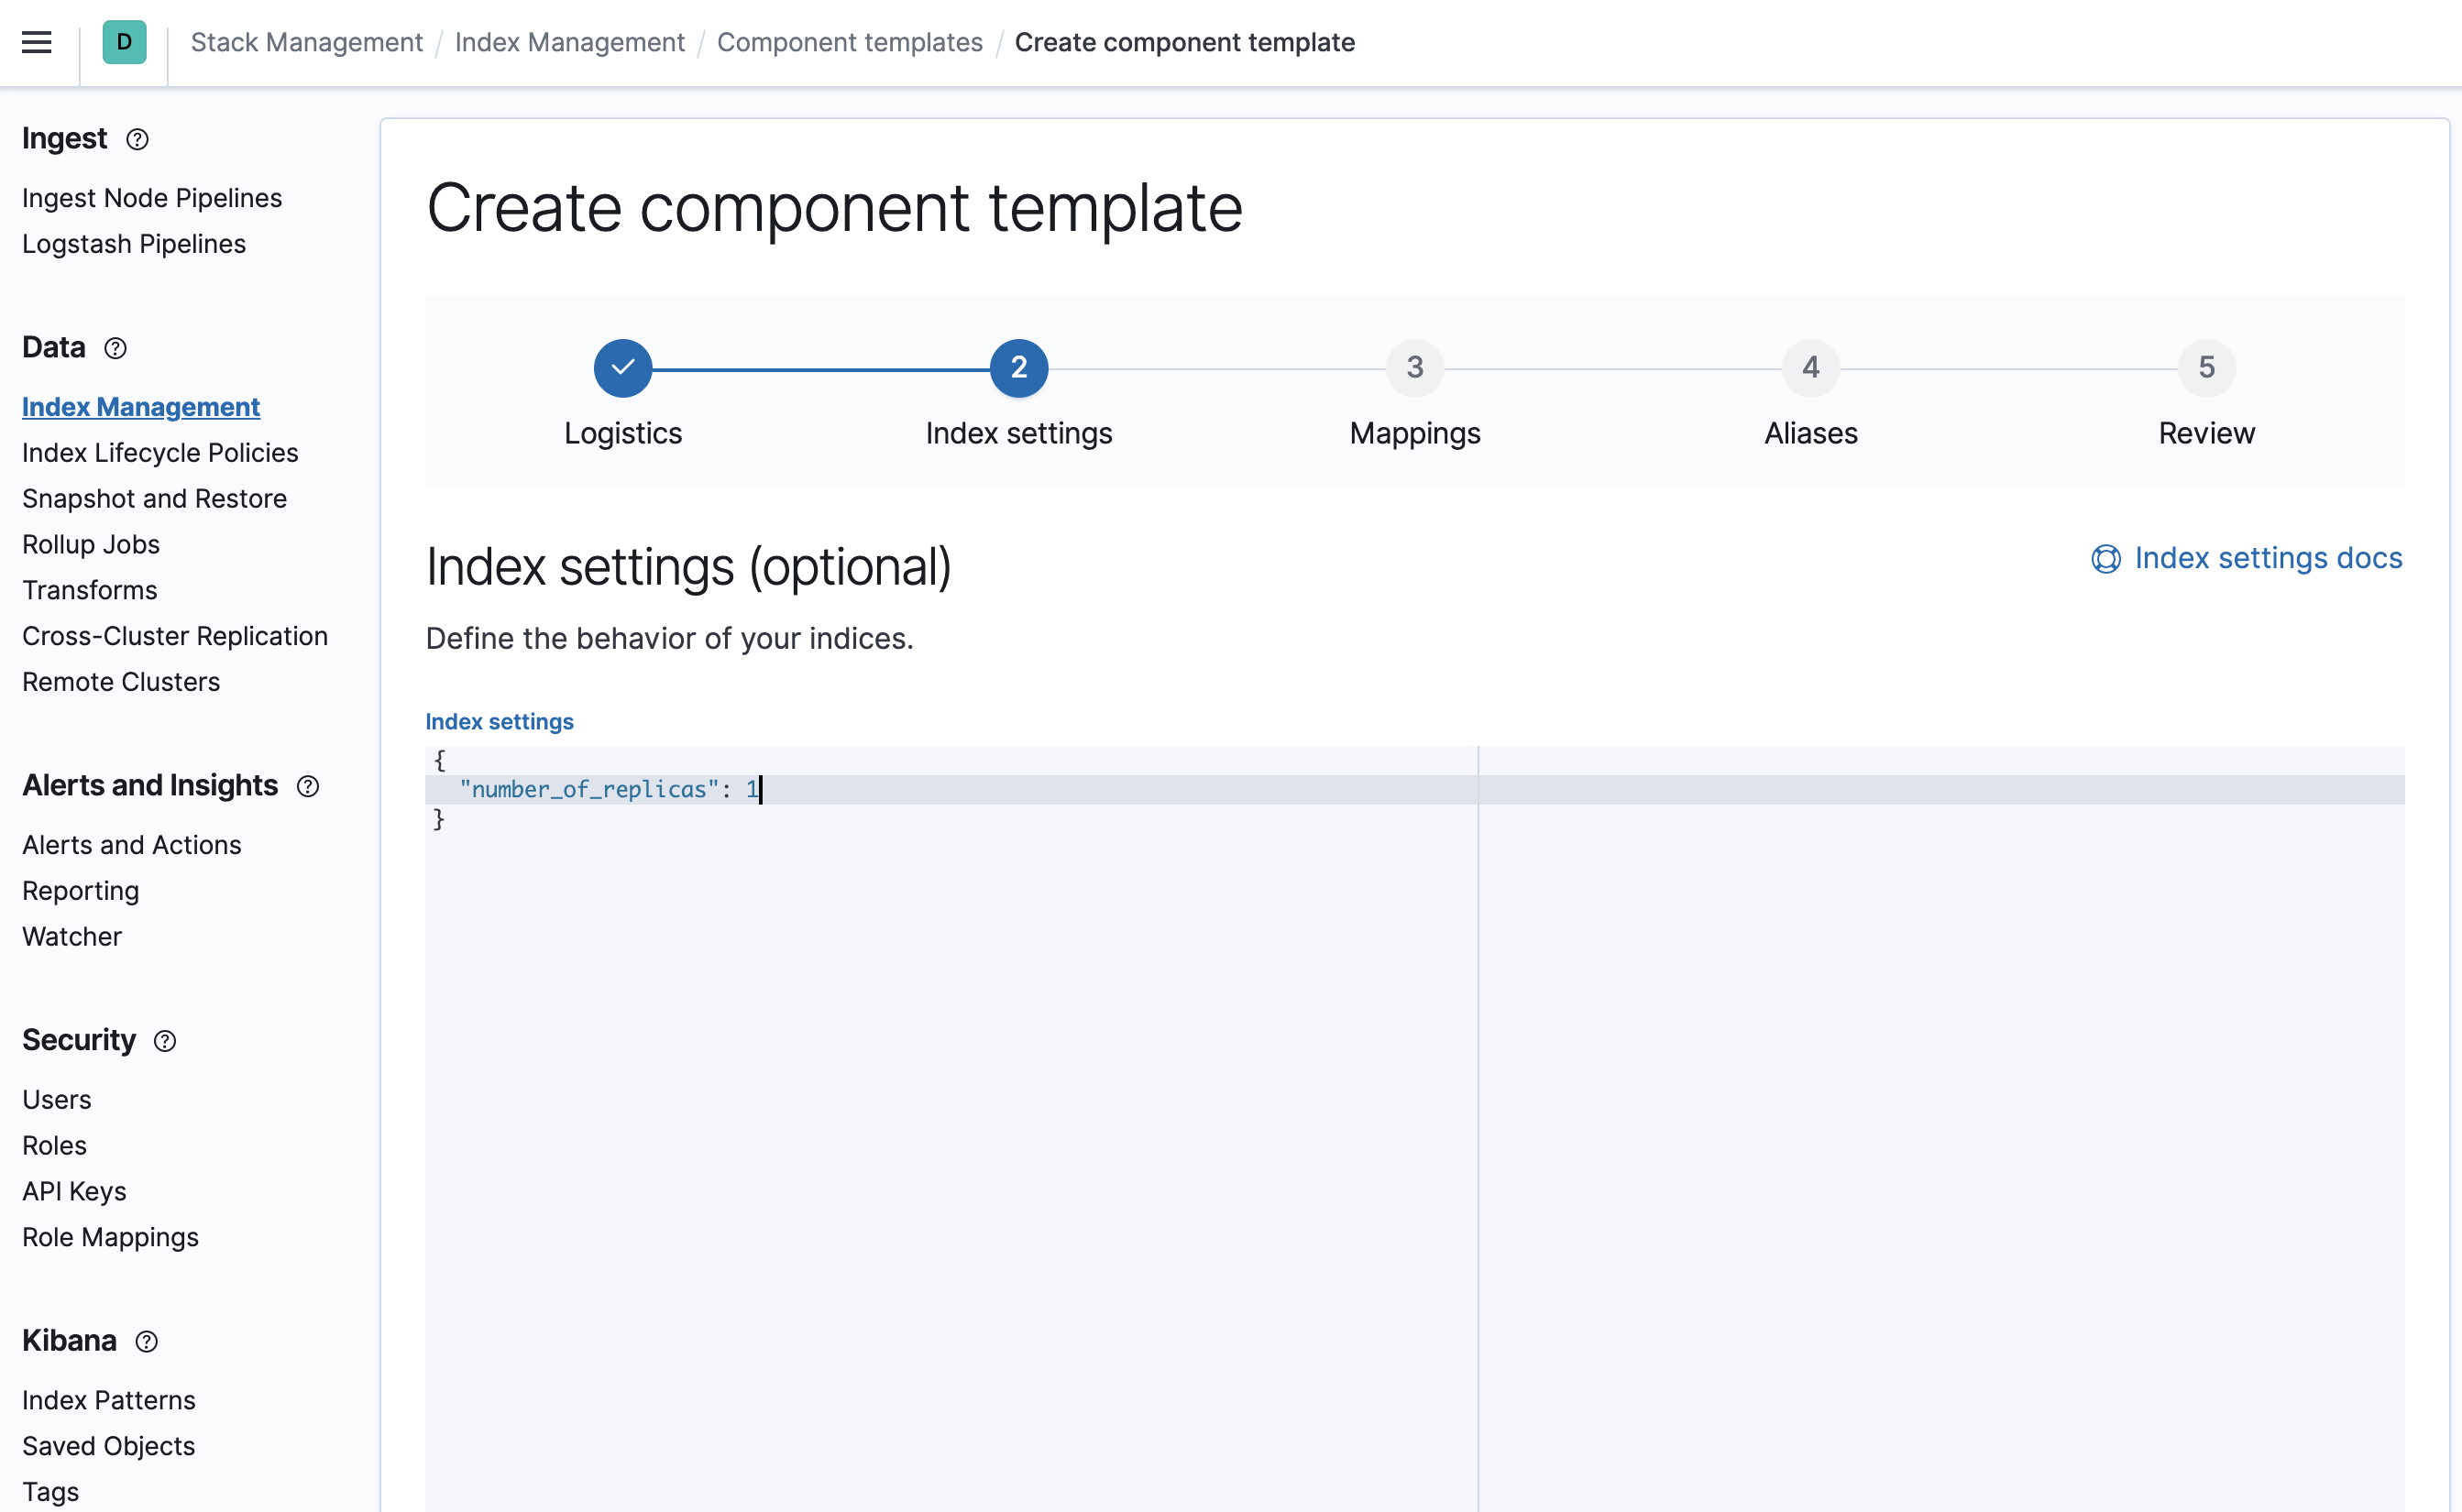 D Stack Management / Index Management / Component templates / Create component template
Ingest
Ingest Node Pipelines
Logstash Pipelines
Data
Index Management
Index Lifecycle Policies
Snapshot and Restore
Rollup Jobs
Transforms
Cross-Cluster Replication
Remote Clusters
Alerts and Insights
Alerts and Actions
Reporting
Watcher
Security
Users
Roles
API Keys
Role Mappings
Kibana
Index Patterns
Saved Objects
Tags
Create component template
2 3 4 5
Logistics Index settings Mappings Aliases Review
Index settings (optional)
Index settings docs
Define the behavior of your indices.
Index settings
{
"number_of_replicas": 1
}